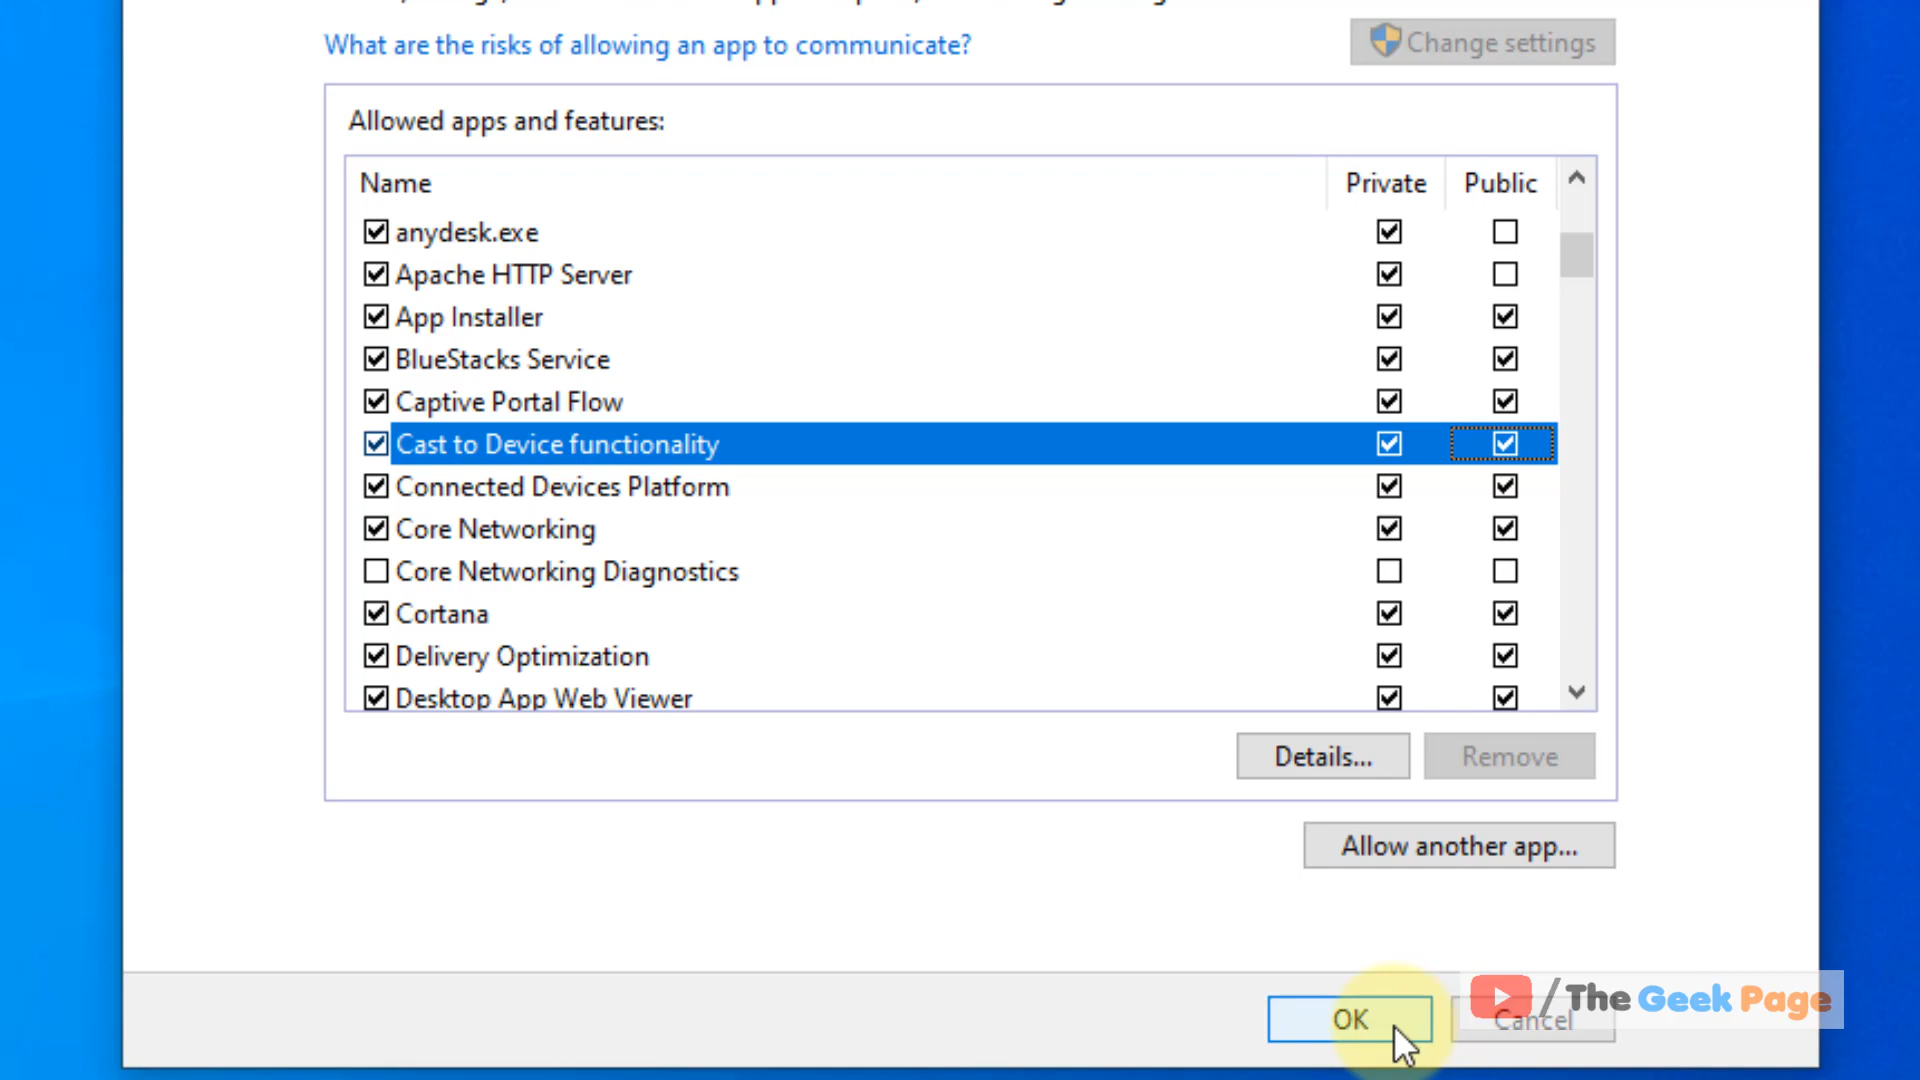 What are the risks of allowing an app to communicate?
Change settings
Allowed apps and features:
Name Private Public
anydesk.exe
Apache HTTP Server
App Installer
BlueStacks Service
Captive Portal Flow
Cast to Device functionality
Connected Devices Platform
Core Networking
Core Networking Diagnostics
Cortana
Delivery Optimization
Desktop App Web Viewer
Details... Remove
Allow another app...
OK Cancel
/The Geek Page